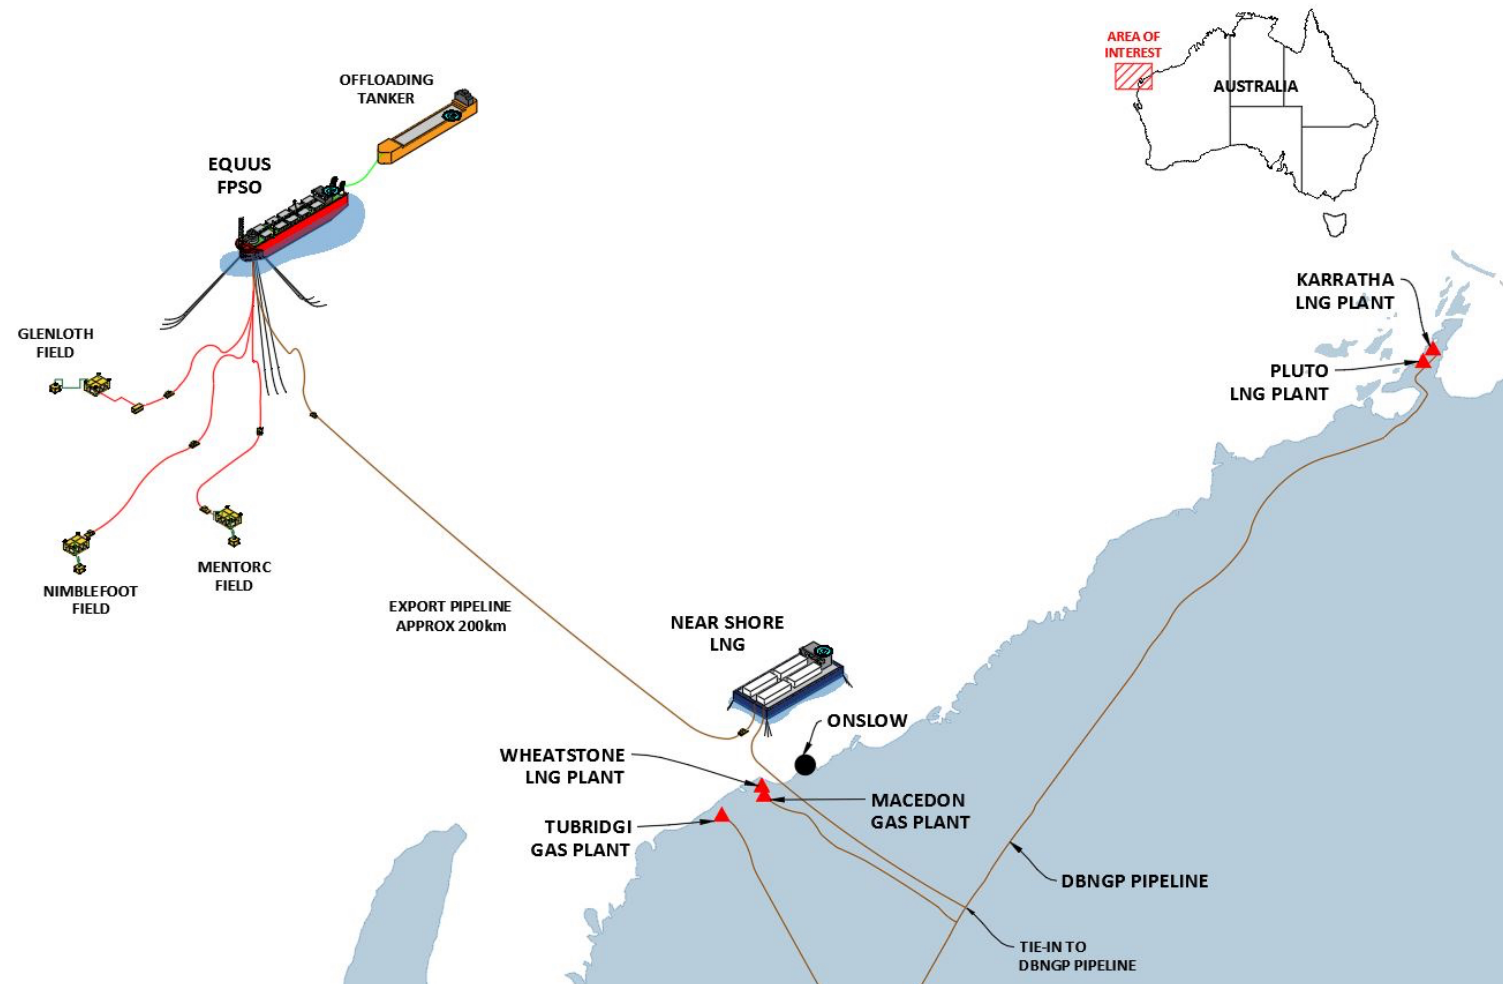 AREA OF
INTEREST
AUSTRALIA
OFFLOADING
TANKER
EQUUS
FPSO
KARRATHA
LNG PLANT
GLENLOTH
FIELD
PLUTO
LNG PLANT
MENTORC
FIELD
NIMBLEFOOT
FIELD
EXPORT PIPELINE
APPROX 200km
NEAR SHORE
LNG
ONSLOW
WHEATSTONE
LNG PLANT
MACEDON
GAS PLANT
TUBRIDGI
GAS PLANT
DBNGP PIPELINE
TIE-IN TO
DBNGP PIPELINE